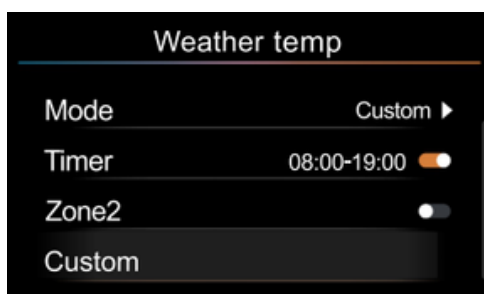 Weather temp
Mode Custom
Timer 08:00-19:00
Zone2
Custom